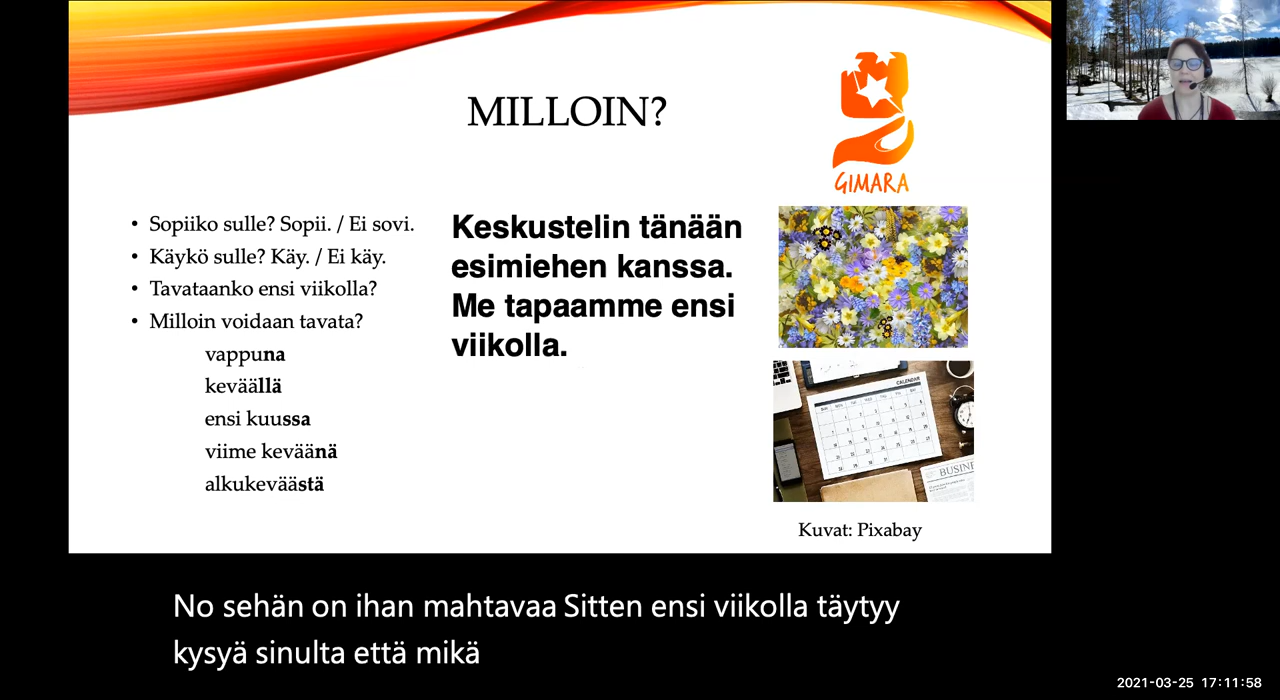 MILLOIN?
GIMARA
• Sopiiko sulle? Sopii. / Ei sovi.
• Käykö sulle? Käy. / Ei käy.
• Tavataanko ensi viikolla?
• Milloin voidaan tavata?
vappuna
keväällä
ensi kuussa
viime keväänä
alkukeväästä
Keskustelin tänään
esimiehen kanssa.
Me tapaamme ensi
viikolla.
CALENDAR
BUSINE
Kuvat: Pixabay
No sehän on ihan mahtavaa Sitten ensi viikolla täytyy
kysyä sinulta että mikä
2021-03-25 17:11:58